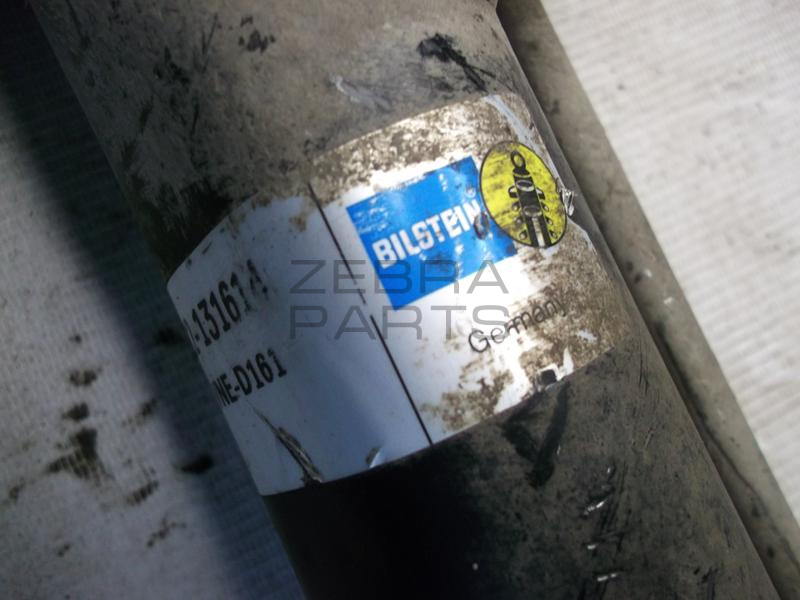 BILSTEIN
-131614
NE-D161
Germany
ZEBRA
PARTS